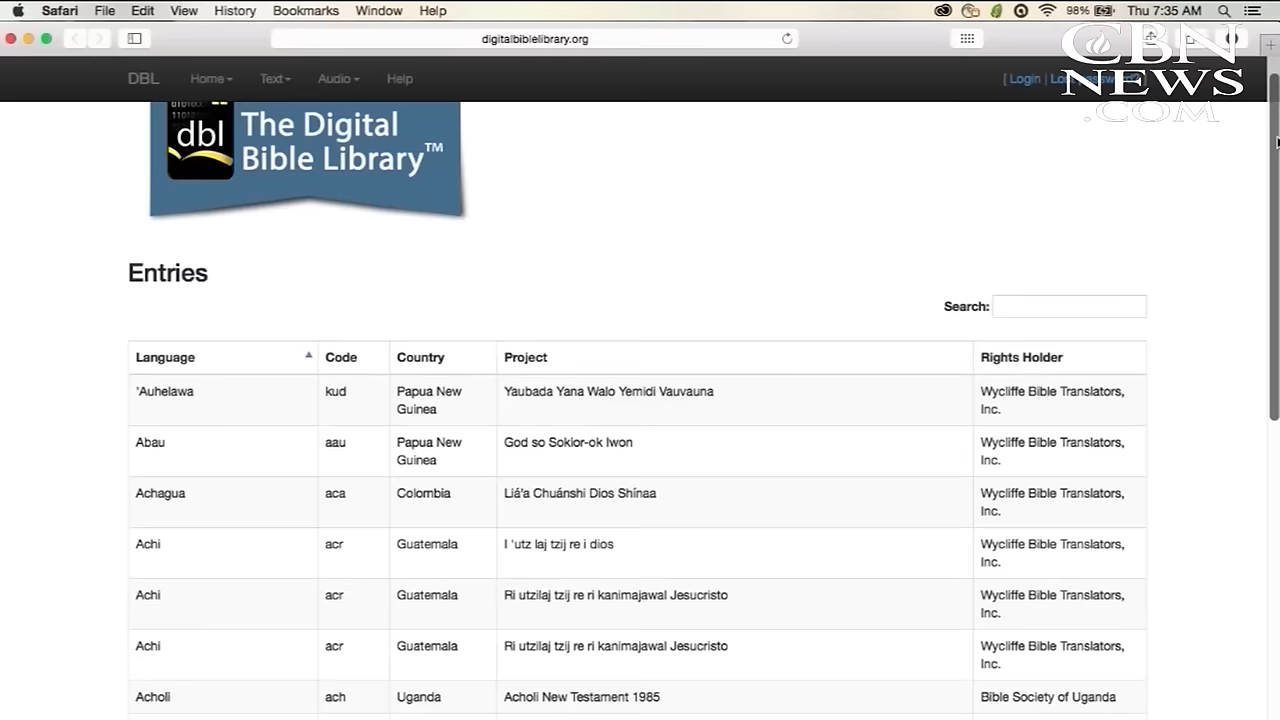 Safari File Edit View History Bookmarks Window Help 98% Thu 7:35 AM
digitalbiblelibrary.org
CBN
NEWS
.COM
DBL Home Text Audio Help [ Login | Lost password?
dbl The Digital
Bible Library™
Entries
Search:
Language Code Country Project Rights Holder
'Auhelawa kud Papua New Yaubada Yana Walo Yemidi Vauvauna Wycliffe Bible Translators,
Guinea Inc.
Abau aau Papua New God so Sokior-ok Iwon Wycliffe Bible Translators,
Guinea Inc.
Achagua aca Colombia Liá'a Chuánshi Dios Shínaa Wycliffe Bible Translators,
Inc.
Achi acr Guatemala I 'utz laj tzij re i dios Wycliffe Bible Translators,
Inc.
Achi acr Guatemala Ri utzilaj tzij re ri kanimajawal Jesucristo Wycliffe Bible Translators,
Inc.
Achi acr Guatemala Ri utzilaj tzij re ri kanimajawal Jesucristo Wycliffe Bible Translators,
Inc.
Acholi ach Uganda Acholi New Testament 1985 Bible Society of Uganda